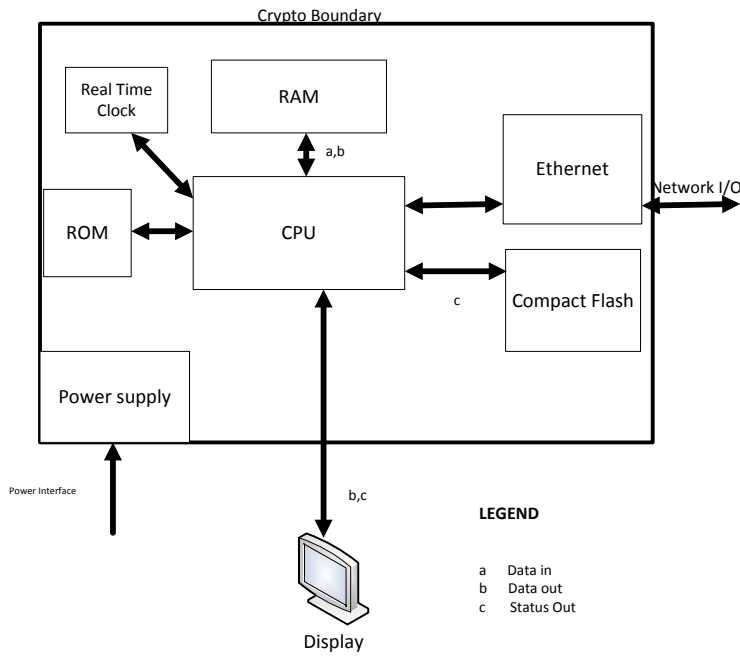 Crypto Boundary
Real Time
Clock
RAM
a,b
Ethernet
Network I/O
ROM
CPU
c
Compact Flash
Power supply
Power Interface
b,c
LEGEND
a Data in
b Data out
c Status Out
Display